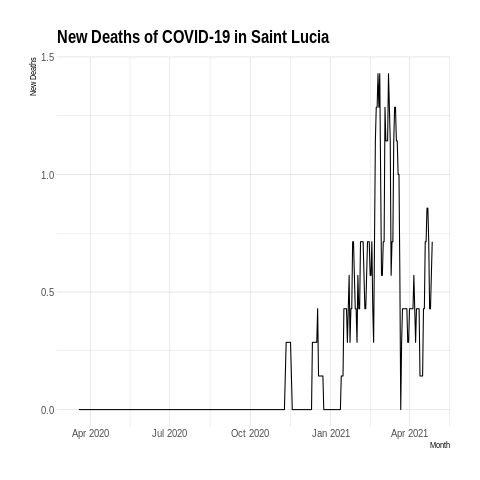 New Deaths of COVID-19 in Saint Lucia
New Deaths
1.5
1.0
0.5
0.0
Apr 2020 Jul 2020 Oct 2020 Jan 2021 Apr 2021
Month